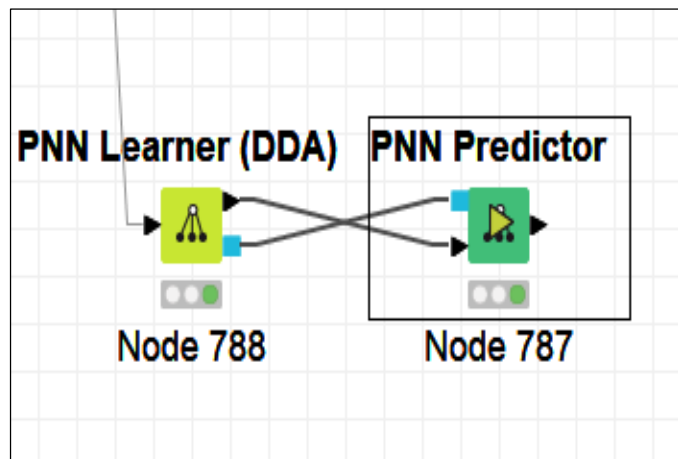 PNN Learner (DDA)
PNN Predictor
Node 788
Node 787